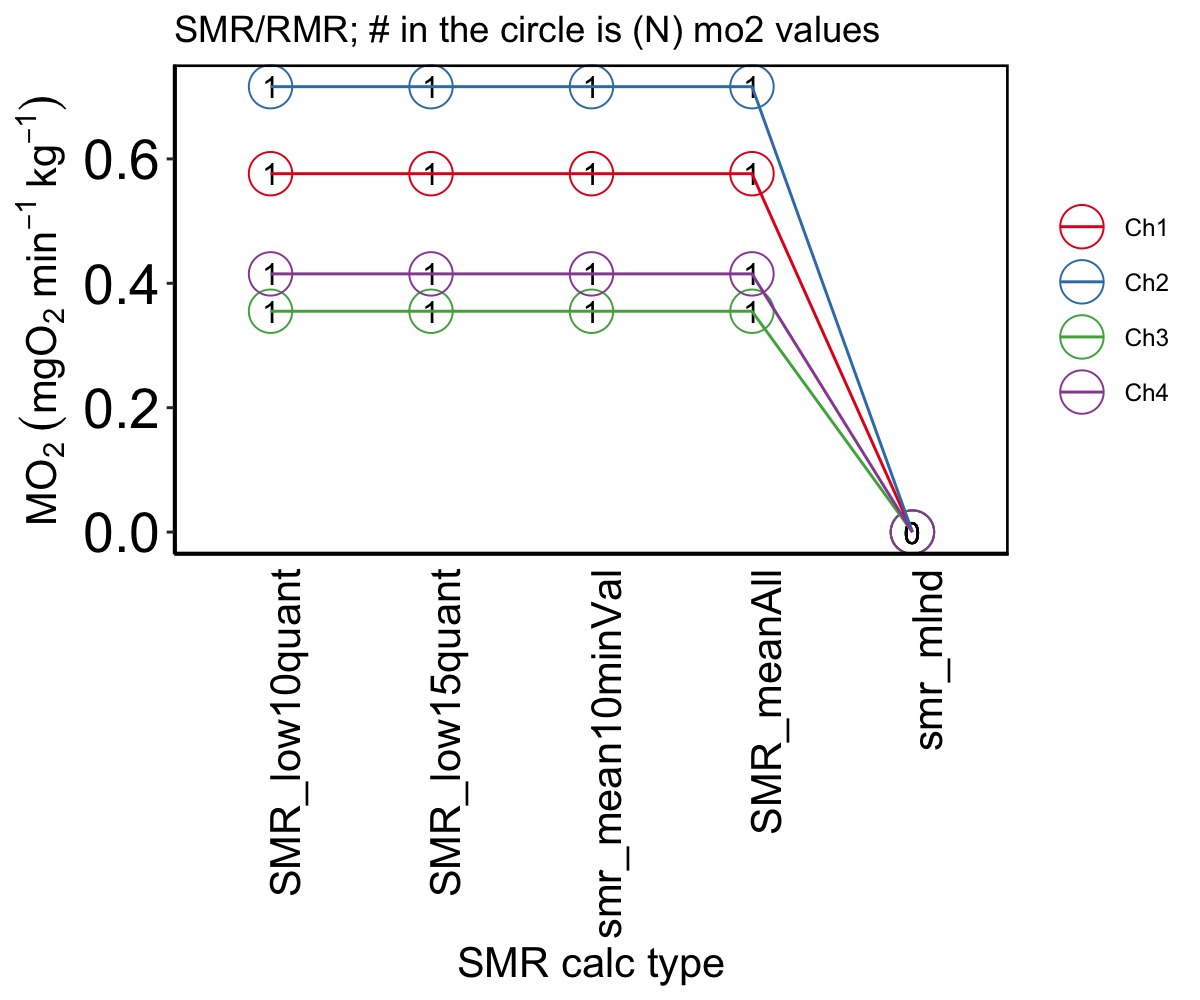 SMR/RMR; # in the circle is (N) mo2 values
MO₂ (mgO₂ min⁻¹ kg⁻¹)
0.6
0.4
0.2
0.0
1 1 1 1
1 1 1 1
1 1 1 1
1 1 1 1
0
Ch1
Ch2
Ch3
Ch4
SMR_low10quant
SMR_low15quant
smr_mean10minVal
SMR_meanAll
smr_mlnd
SMR calc type